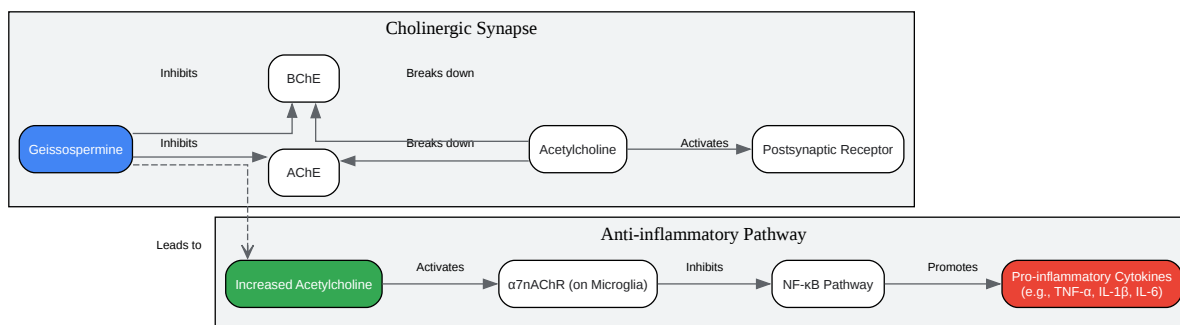 Cholinergic Synapse
Inhibits
BChE
Breaks down
Geissospermine
Inhibits
AChE
Breaks down
Acetylcholine
Activates
Postsynaptic Receptor
Anti-inflammatory Pathway
Leads to
Increased Acetylcholine
Activates
α7nAChR (on Microglia)
Inhibits
NF-κB Pathway
Promotes
Pro-inflammatory Cytokines
(e.g., TNF-α, IL-1β, IL-6)